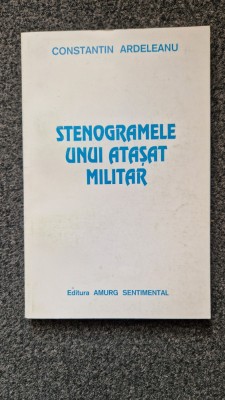 CONSTANTIN ARDELEANU
STENOGRAMELE
UNUI ATAȘAT
MILITAR
Editura AMURG SENTIMENTAL